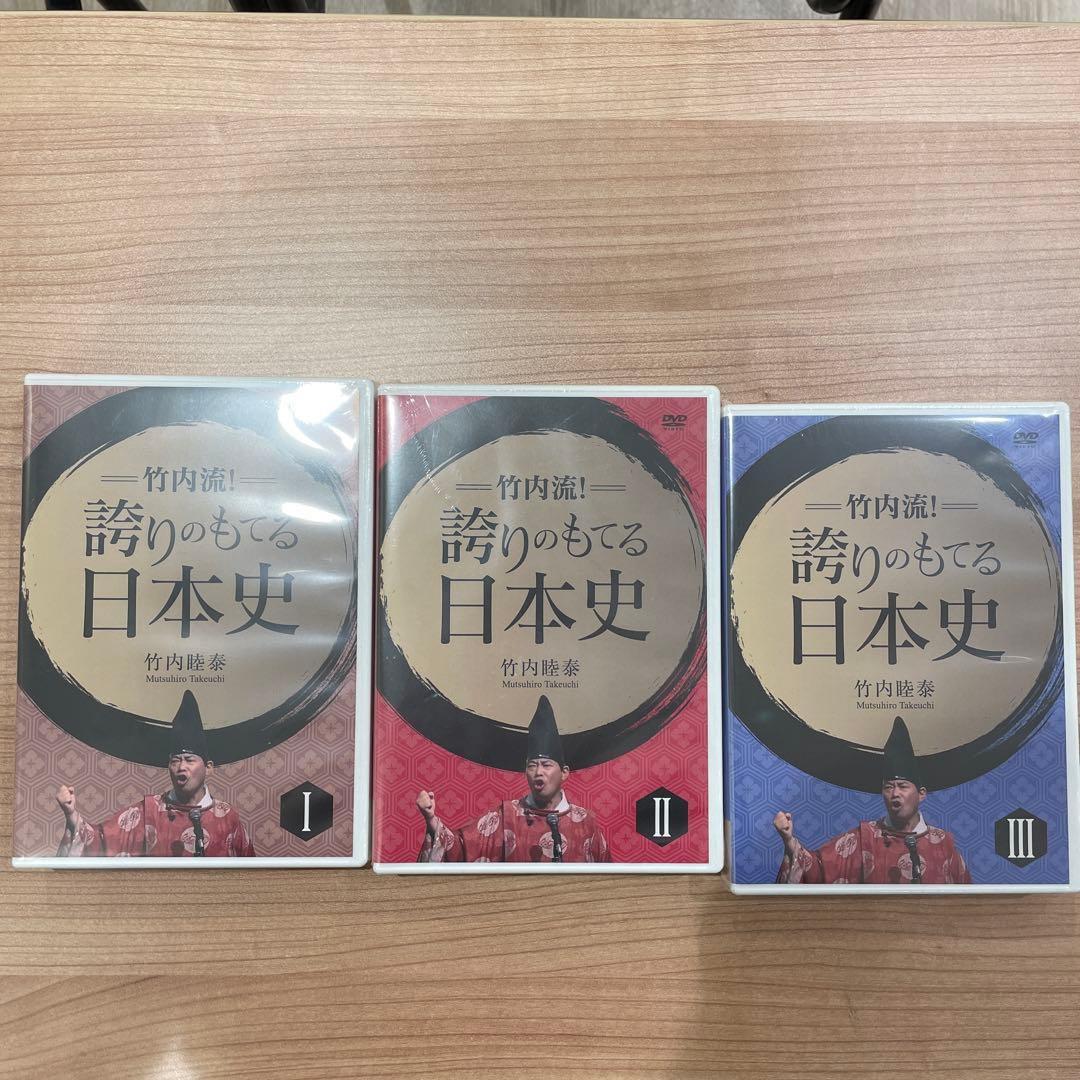 竹内流!
誇りのもてる
日本史
竹内睦泰
Mutsuhiro Takeuchi
I
DVD
VIDEO
竹内流!
誇りのもてる
日本史
竹内睦泰
Mutsuhiro Takeuchi
II
DVD
VIDEO
竹内流!
誇りのもてる
日本史
竹内睦泰
Mutsuhiro Takeuchi
III